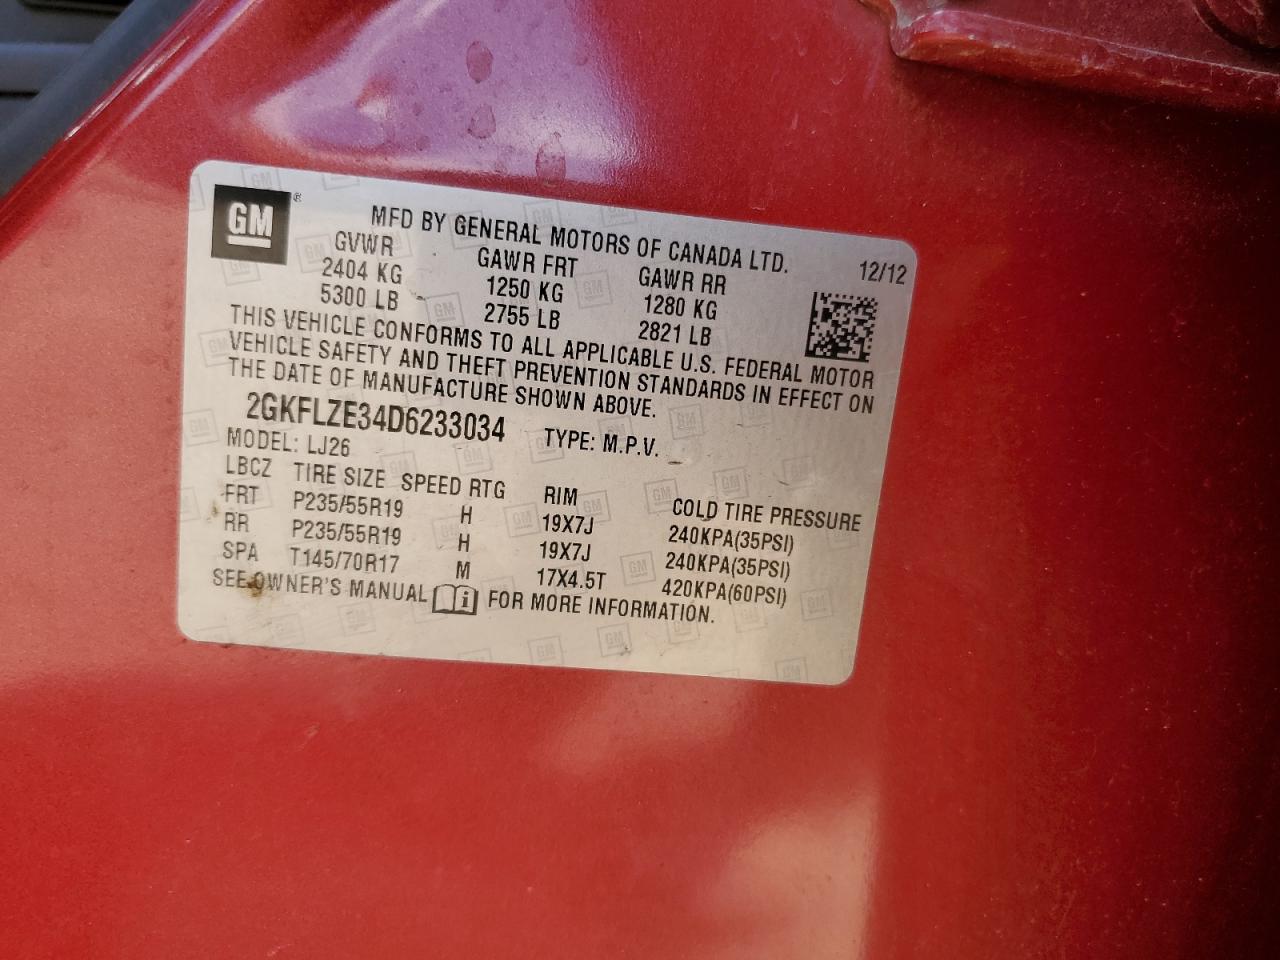 GM ®
MFD BY GENERAL MOTORS OF CANADA LTD.
GVWR GAWR FRT GAWR RR 12/12
2404 KG 1250 KG 1280 KG
5300 LB 2755 LB 2821 LB
THIS VEHICLE CONFORMS TO ALL APPLICABLE U.S. FEDERAL MOTOR
VEHICLE SAFETY AND THEFT PREVENTION STANDARDS IN EFFECT ON
THE DATE OF MANUFACTURE SHOWN ABOVE.
2GKFLZE34D6233034 TYPE: M.P.V.
MODEL: LJ26
LBCZ TIRE SIZE SPEED RTG RIM COLD TIRE PRESSURE
FRT P235/55R19 H 19X7J 240KPA(35PSI)
RR P235/55R19 H 19X7J 240KPA(35PSI)
SPA T145/70R17 M 17X4.5T 420KPA(60PSI)
SEE OWNER'S MANUAL i FOR MORE INFORMATION.